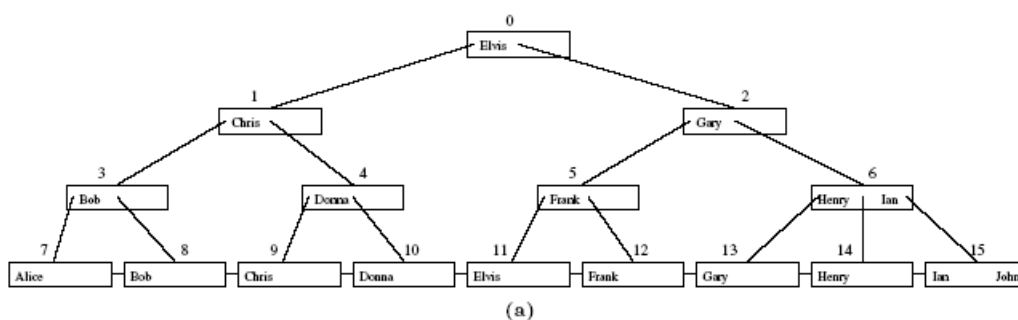 0
Elvis
1 2
Chris Gary
3 4 5 6
Bob Donna Frank Henry Ian
7 8 9 10 11 12 13 14 15
Alice Bob Chris Donna Elvis Frank Gary Henry Ian John
(a)